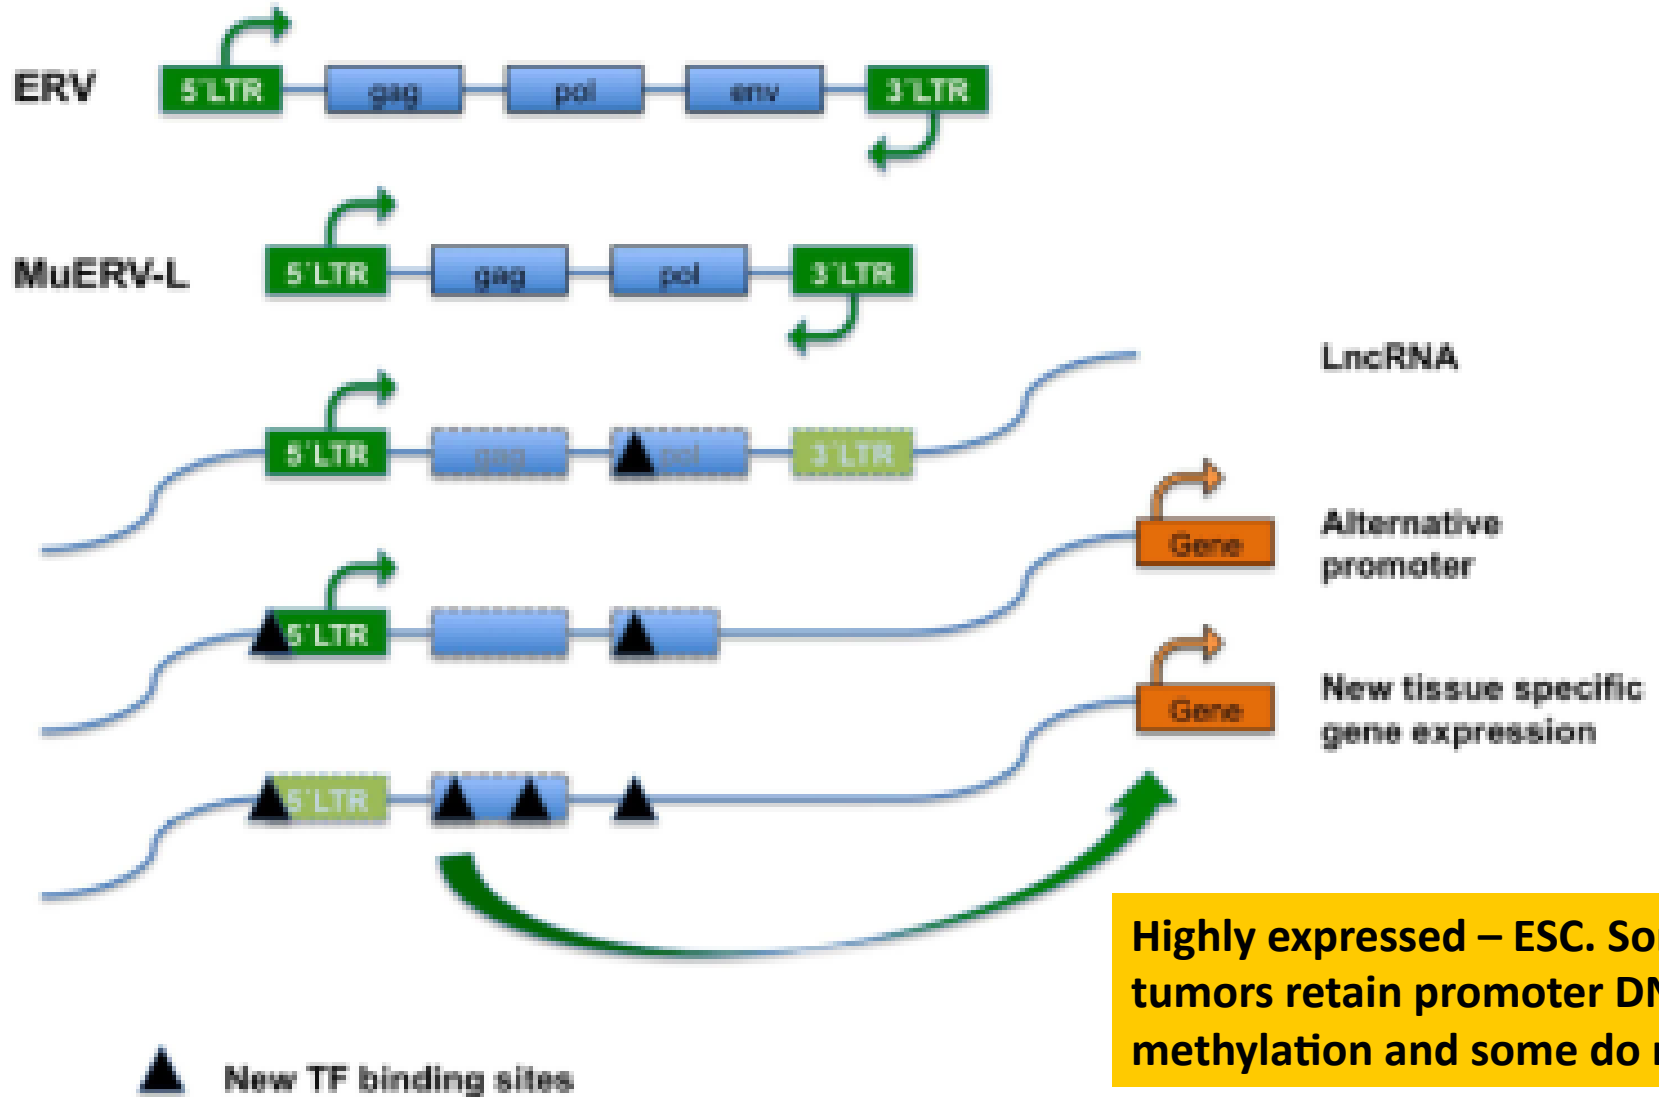 ERV
5´LTR gag pol env 3´LTR
MuERV-L
5´LTR gag pol 3´LTR
LncRNA
5´LTR gag pol 3´LTR
Alternative
promoter
Gene
5´LTR
New tissue specific
gene expression
Gene
5´LTR
Highly expressed – ESC.
tumors retain promoter
methylation and some do
New TF binding sites